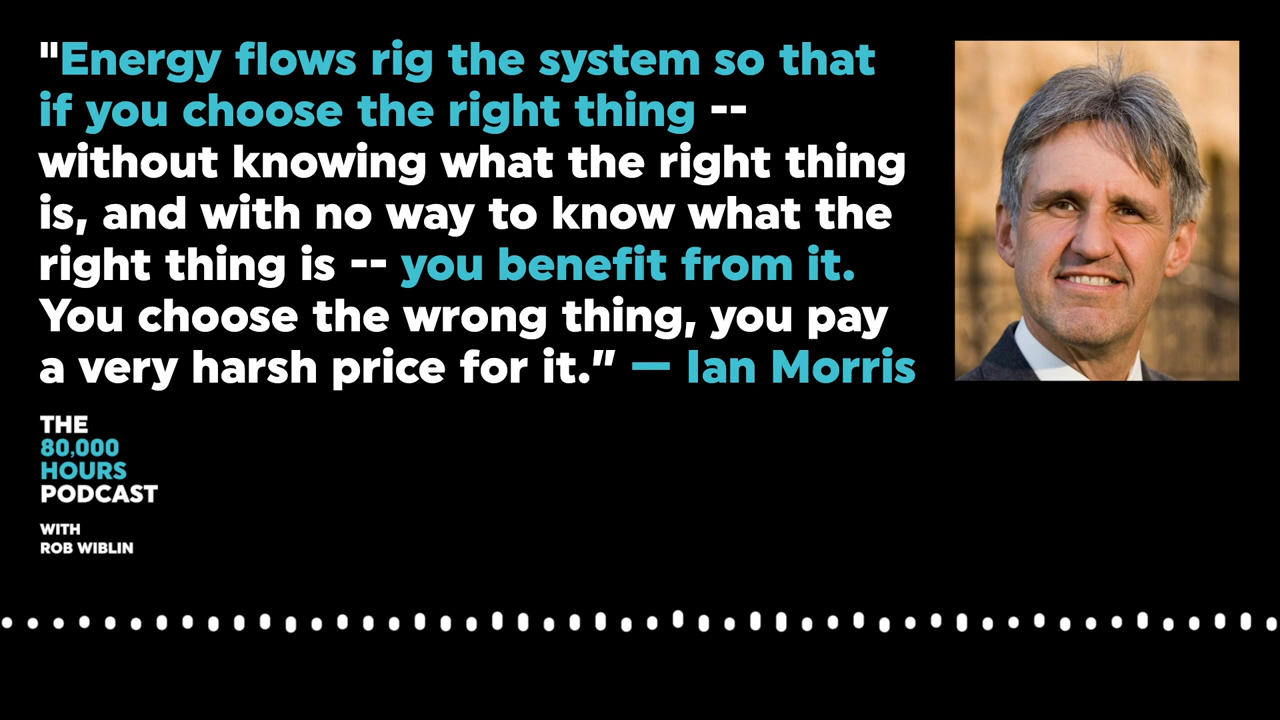 "Energy flows rig the system so that
if you choose the right thing --
without knowing what the right thing
is, and with no way to know what the
right thing is -- you benefit from it.
You choose the wrong thing, you pay
a very harsh price for it.” — Ian Morris
THE
80,000
HOURS
PODCAST
WITH
ROB WIBLIN